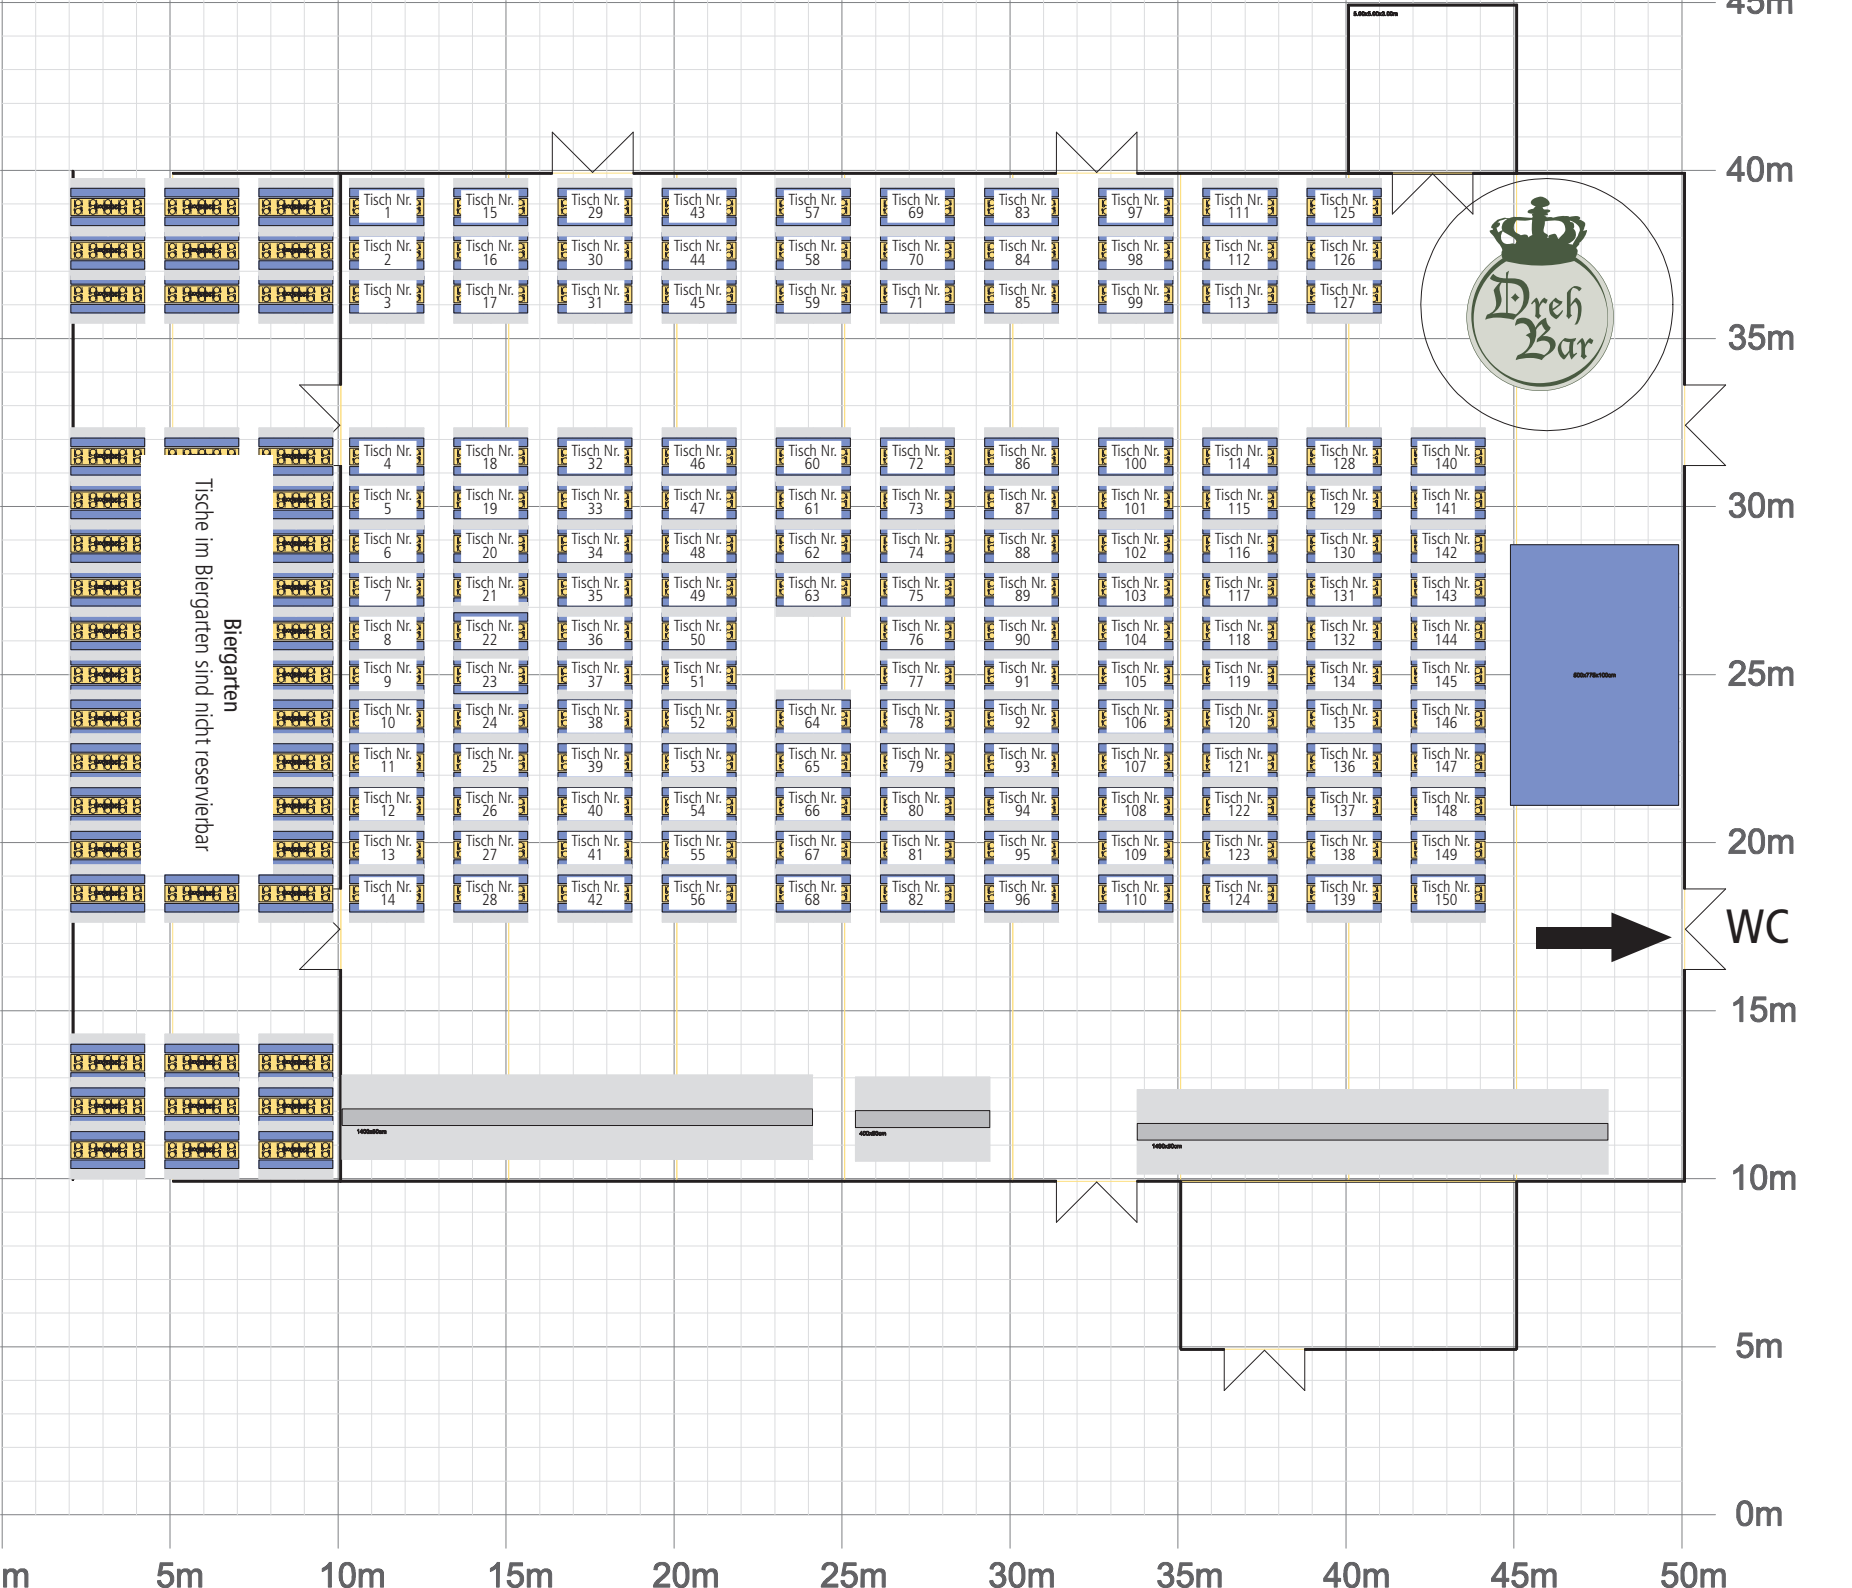 45m
5.00x5.00x3.00m
40m
Tisch Nr. 1
Tisch Nr. 15
Tisch Nr. 29
Tisch Nr. 43
Tisch Nr. 57
Tisch Nr. 69
Tisch Nr. 83
Tisch Nr. 97
Tisch Nr. 111
Tisch Nr. 125
Tisch Nr. 2
Tisch Nr. 16
Tisch Nr. 30
Tisch Nr. 44
Tisch Nr. 58
Tisch Nr. 70
Tisch Nr. 84
Tisch Nr. 98
Tisch Nr. 112
Tisch Nr. 126
Tisch Nr. 3
Tisch Nr. 17
Tisch Nr. 31
Tisch Nr. 45
Tisch Nr. 59
Tisch Nr. 71
Tisch Nr. 85
Tisch Nr. 99
Tisch Nr. 113
Tisch Nr. 127
Dreh
Bar
35m
Tisch Nr. 4
Tisch Nr. 18
Tisch Nr. 32
Tisch Nr. 46
Tisch Nr. 60
Tisch Nr. 72
Tisch Nr. 86
Tisch Nr. 100
Tisch Nr. 114
Tisch Nr. 128
Tisch Nr. 140
Tisch Nr. 5
Tisch Nr. 19
Tisch Nr. 33
Tisch Nr. 47
Tisch Nr. 61
Tisch Nr. 73
Tisch Nr. 87
Tisch Nr. 101
Tisch Nr. 115
Tisch Nr. 129
Tisch Nr. 141
30m
Tisch Nr. 6
Tisch Nr. 20
Tisch Nr. 34
Tisch Nr. 48
Tisch Nr. 62
Tisch Nr. 74
Tisch Nr. 88
Tisch Nr. 102
Tisch Nr. 116
Tisch Nr. 130
Tisch Nr. 142
Tisch Nr. 7
Tisch Nr. 21
Tisch Nr. 35
Tisch Nr. 49
Tisch Nr. 63
Tisch Nr. 75
Tisch Nr. 89
Tisch Nr. 103
Tisch Nr. 117
Tisch Nr. 131
Tisch Nr. 143
Tisch Nr. 8
Tisch Nr. 22
Tisch Nr. 36
Tisch Nr. 50
Tisch Nr. 76
Tisch Nr. 90
Tisch Nr. 104
Tisch Nr. 118
Tisch Nr. 132
Tisch Nr. 144
Biergarten
Tische im Biergarten sind nicht reservierbar
Tisch Nr. 9
Tisch Nr. 23
Tisch Nr. 37
Tisch Nr. 51
Tisch Nr. 77
Tisch Nr. 91
Tisch Nr. 105
Tisch Nr. 119
Tisch Nr. 134
Tisch Nr. 145
25m
Tisch Nr. 10
Tisch Nr. 24
Tisch Nr. 38
Tisch Nr. 52
Tisch Nr. 64
Tisch Nr. 78
Tisch Nr. 92
Tisch Nr. 106
Tisch Nr. 120
Tisch Nr. 135
Tisch Nr. 146
Tisch Nr. 11
Tisch Nr. 25
Tisch Nr. 39
Tisch Nr. 53
Tisch Nr. 65
Tisch Nr. 79
Tisch Nr. 93
Tisch Nr. 107
Tisch Nr. 121
Tisch Nr. 136
Tisch Nr. 147
Tisch Nr. 12
Tisch Nr. 26
Tisch Nr. 40
Tisch Nr. 54
Tisch Nr. 66
Tisch Nr. 80
Tisch Nr. 94
Tisch Nr. 108
Tisch Nr. 122
Tisch Nr. 137
Tisch Nr. 148
Tisch Nr. 13
Tisch Nr. 27
Tisch Nr. 41
Tisch Nr. 55
Tisch Nr. 67
Tisch Nr. 81
Tisch Nr. 95
Tisch Nr. 109
Tisch Nr. 123
Tisch Nr. 138
Tisch Nr. 149
20m
Tisch Nr. 14
Tisch Nr. 28
Tisch Nr. 42
Tisch Nr. 56
Tisch Nr. 68
Tisch Nr. 82
Tisch Nr. 96
Tisch Nr. 110
Tisch Nr. 124
Tisch Nr. 139
Tisch Nr. 150
WC
15m
1400x50cm
400x50cm
1400x50cm
10m
5m
0m
m
5m
10m
15m
20m
25m
30m
35m
40m
45m
50m